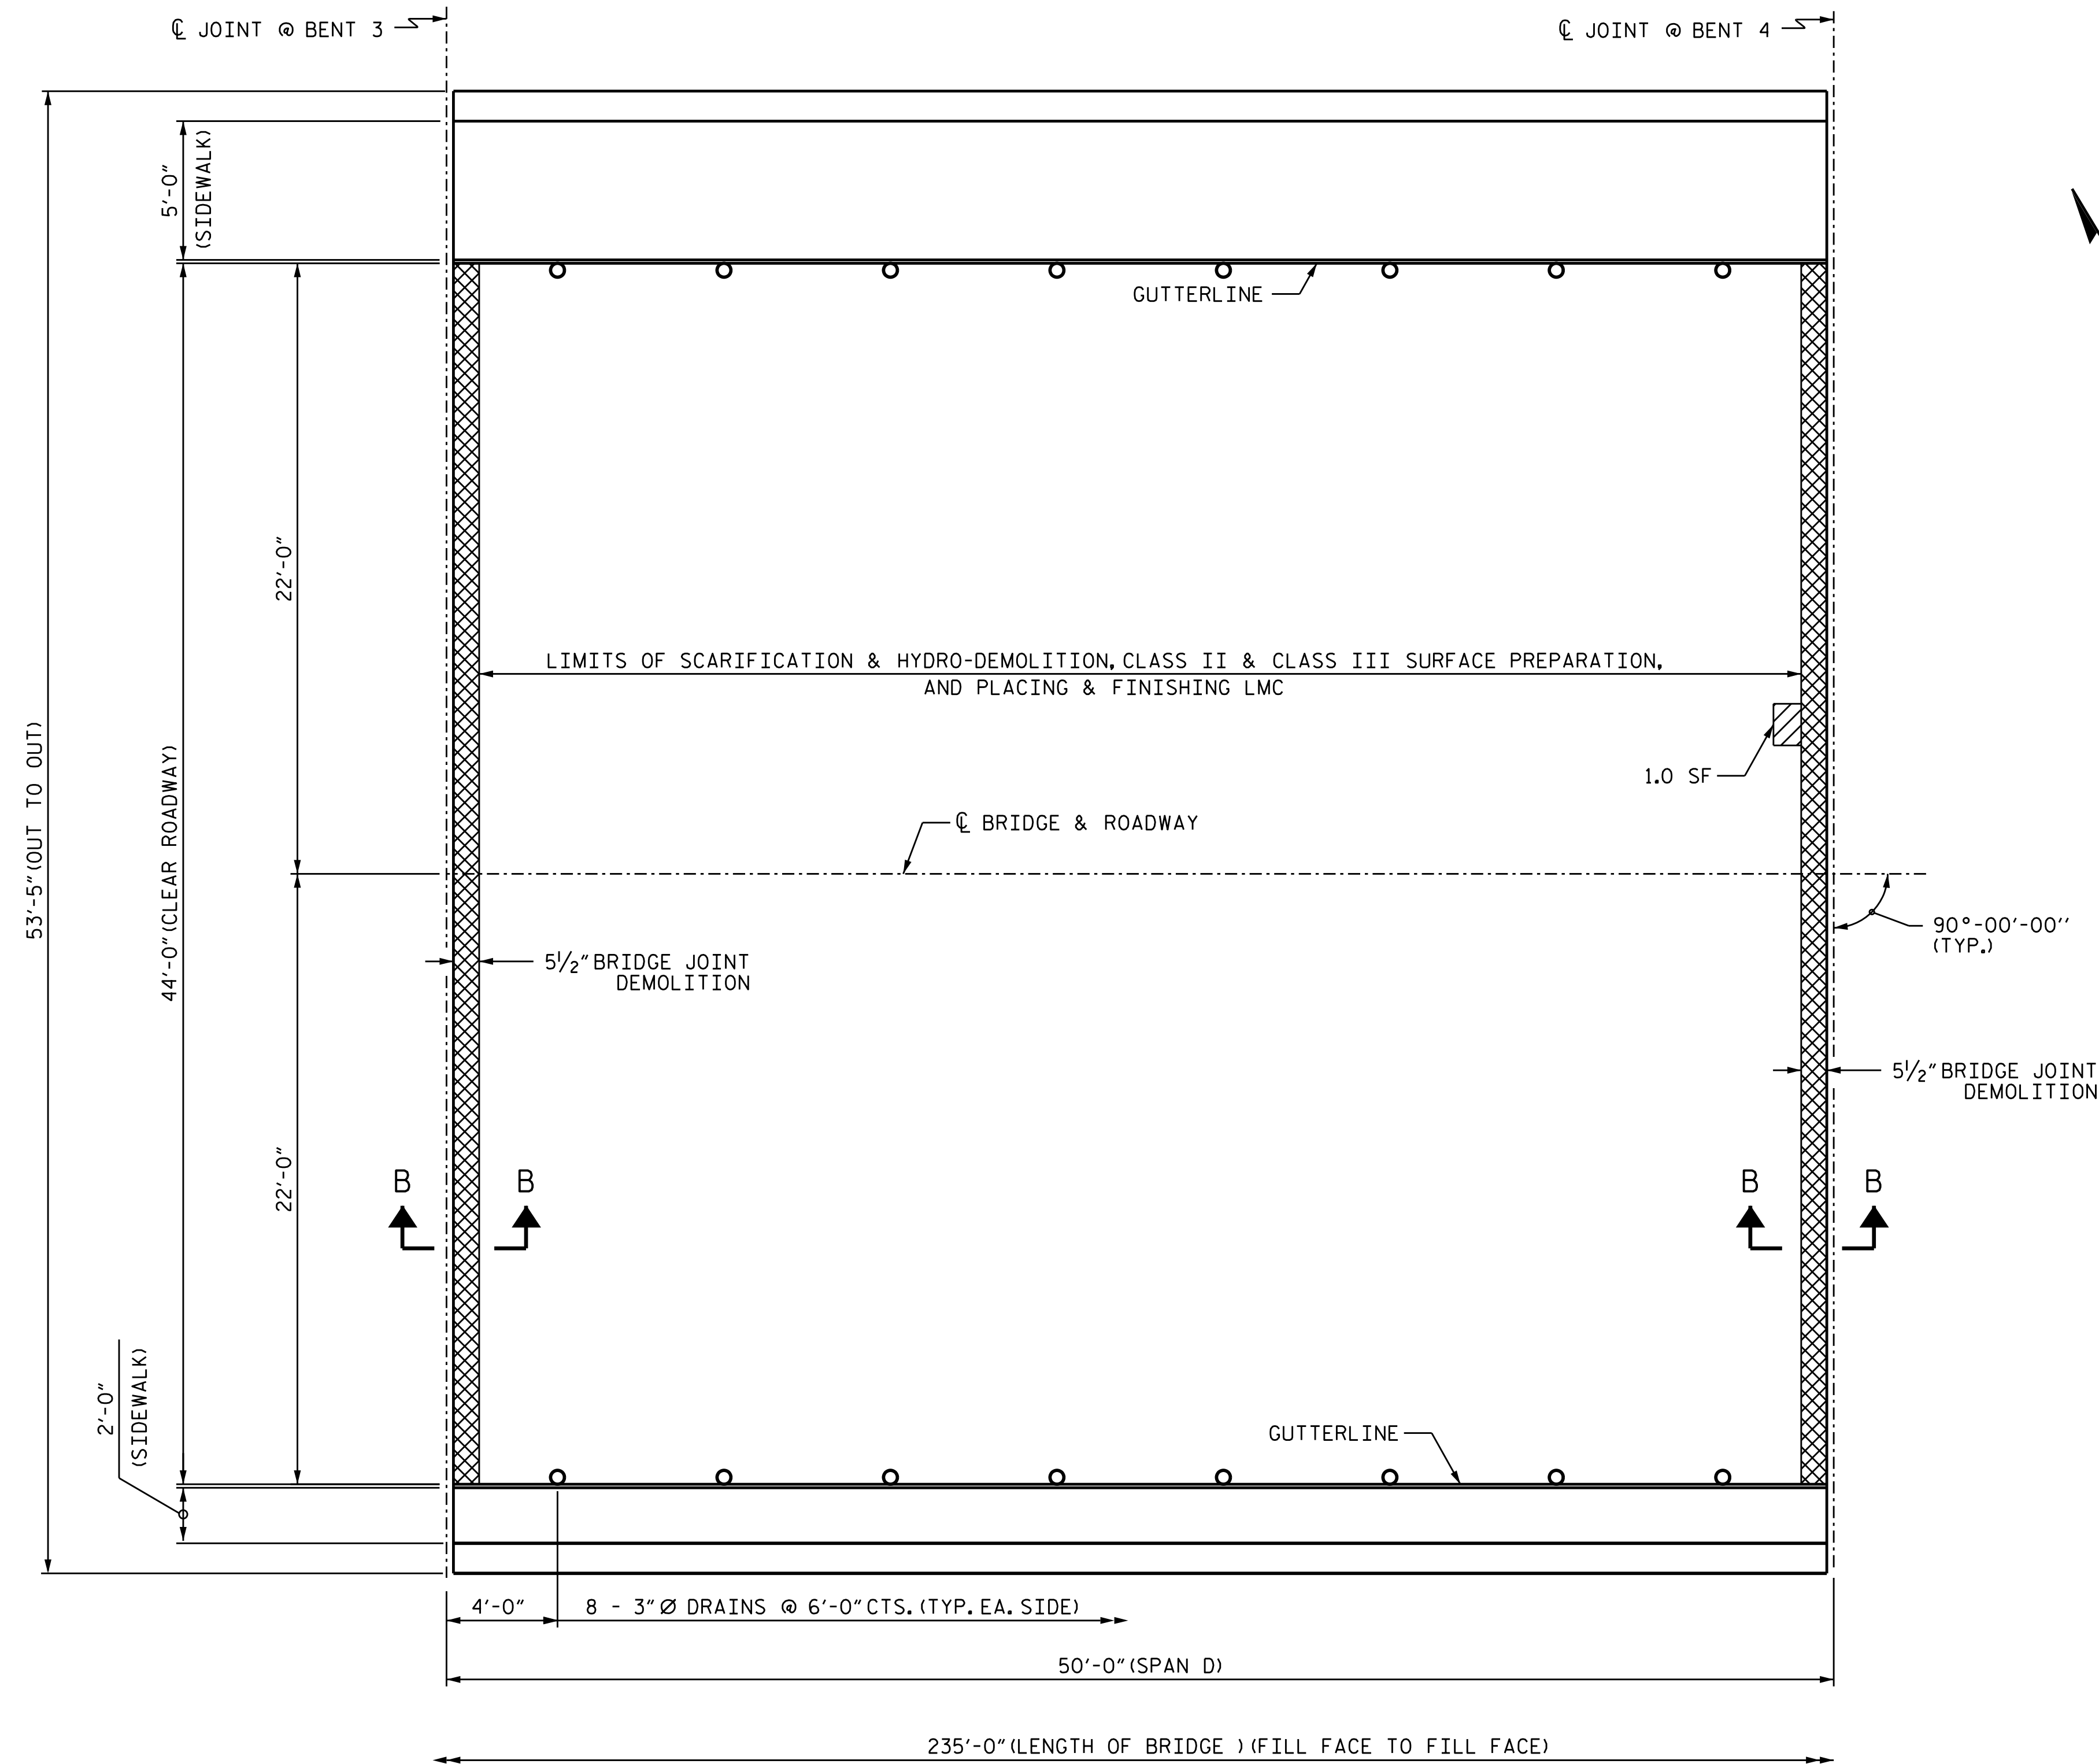 ℄ JOINT @ BENT 3
℄ JOINT @ BENT 4
5'-0"
(SIDEWALK)
GUTTERLINE
22'-0"
LIMITS OF SCARIFICATION & HYDRO-DEMOLITION, CLASS II & CLASS III SURFACE PREPARATION,
AND PLACING & FINISHING LMC
1.0 SF
℄ BRIDGE & ROADWAY
53'-5" (OUT TO OUT)
44'-0" (CLEAR ROADWAY)
90°-00'-00''
(TYP.)
5½" BRIDGE JOINT
DEMOLITION
5½" BRIDGE JOINT
DEMOLITION
22'-0"
B
B
B
B
2'-0"
(SIDEWALK)
GUTTERLINE
4'-0"
8 - 3" Ø DRAINS @ 6'-0" CTS. (TYP. EA. SIDE)
50'-0" (SPAN D)
235'-0" (LENGTH OF BRIDGE ) (FILL FACE TO FILL FACE)